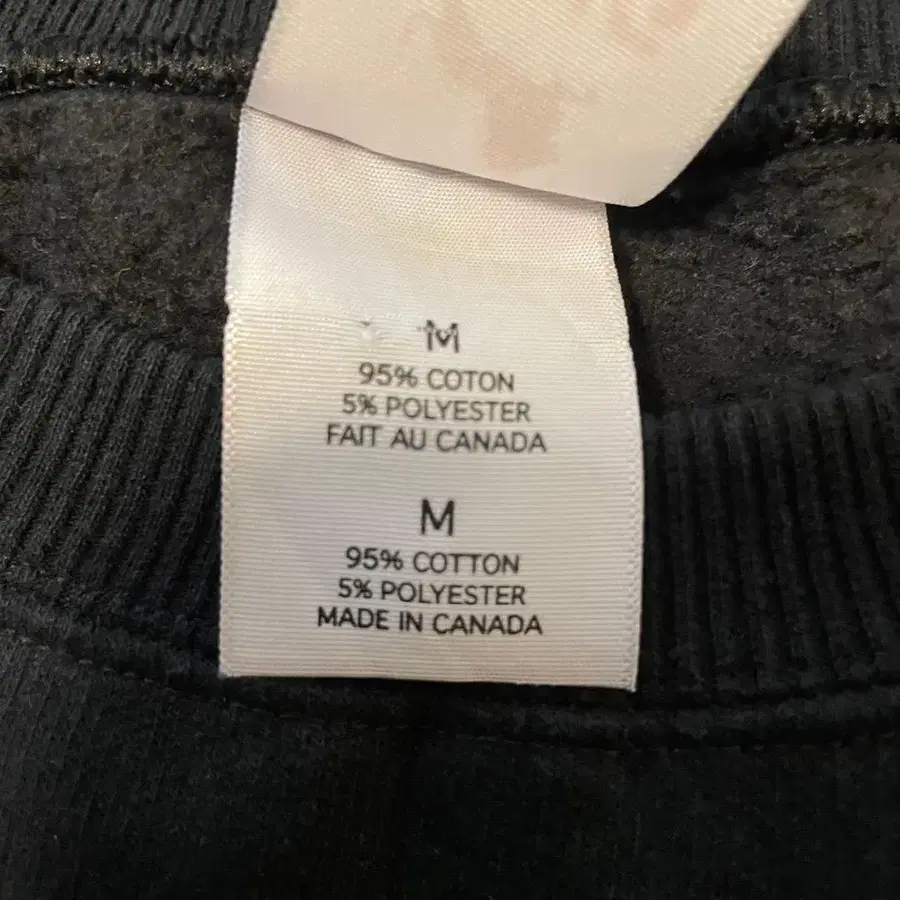 M
95% COTON
5% POLYESTER
FAIT AU CANADA
M
95% COTTON
5% POLYESTER
MADE IN CANADA